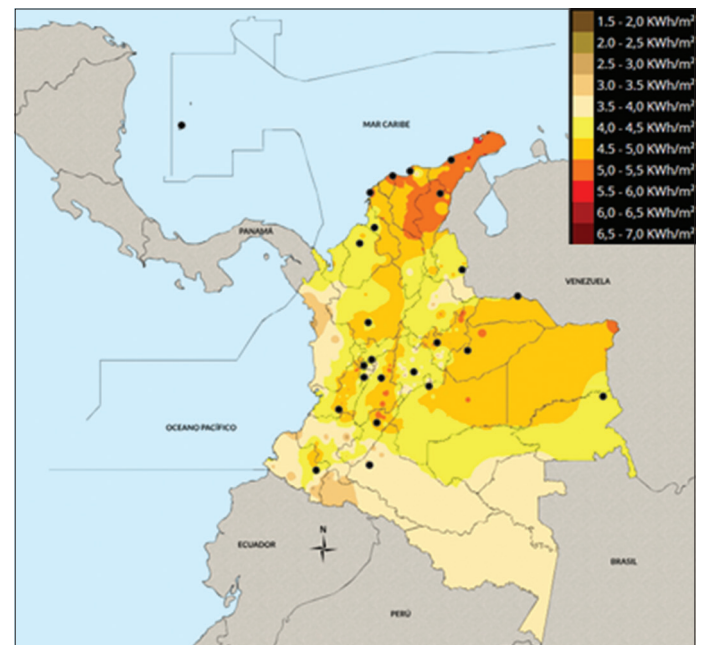 1.5 - 2,0 KWh/m²
2.0 - 2,5 KWh/m²
2.5 - 3,0 KWh/m²
3.0 - 3.5 KWh/m²
3.5 - 4,0 KWh/m²
4,0 - 4,5 KWh/m²
4.5 - 5,0 KWh/m²
5,0 - 5,5 KWh/m²
5.5 - 6,0 KWh/m²
6,0 - 6,5 KWh/m²
6,5 - 7,0 KWh/m²
MAR CARIBE
PANAMÁ
VENEZUELA
OCEANO PACÍFICO
N
ECUADOR
BRASIL
PERÚ